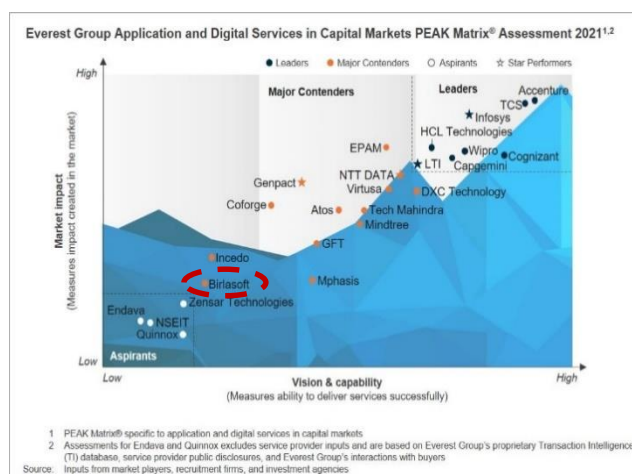 Everest Group Application and Digital Services in Capital Markets PEAK Matrix® Assessment 2021¹,²
Leaders
Major Contenders
Aspirants
Star Performers
High
Major Contenders
Leaders
Accenture
TCS
Infosys
HCL Technologies
EPAM
Wipro
Cognizant
LTI
Capgemini
NTT DATA
Genpact
Virtusa
DXC Technology
Coforge
Atos
Tech Mahindra
Mindtree
GFT
Incedo
Birlasoft
Mphasis
Zensar Technologies
Endava
NSEIT
Quinnox
Aspirants
Market impact
(Measures impact created in the market)
Low
Low
Vision & capability
High
(Measures ability to deliver services successfully)
1 PEAK Matrix® specific to application and digital services in capital markets
2 Assessments for Endava and Quinnox excludes service provider inputs and are based on Everest Group's proprietary Transaction Intelligence
(TI) database, service provider public disclosures, and Everest Group's interactions with buyers
Source: Inputs from market players, recruitment firms, and investment agencies